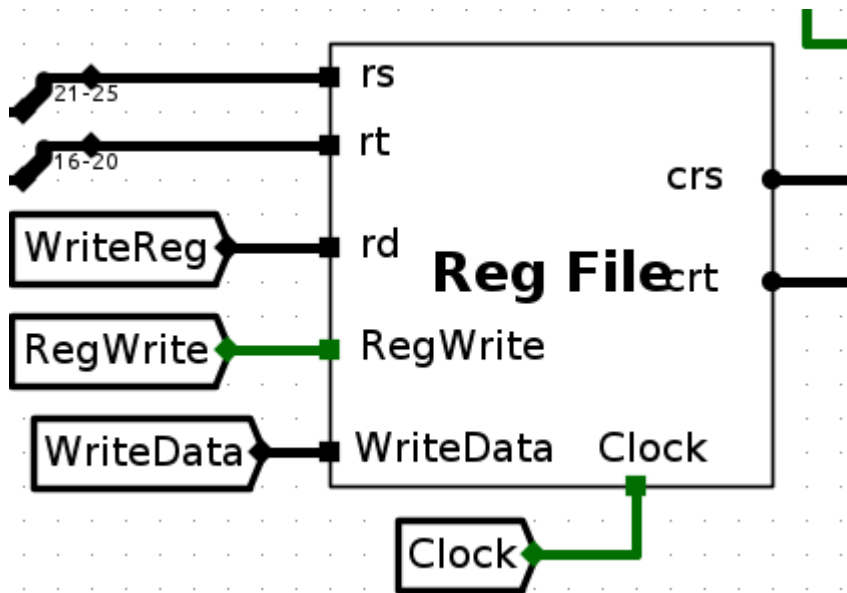 rs
21-25
rt
16-20
crs
WriteReg
rd
Reg File
crt
RegWrite
RegWrite
WriteData
WriteData
Clock
Clock